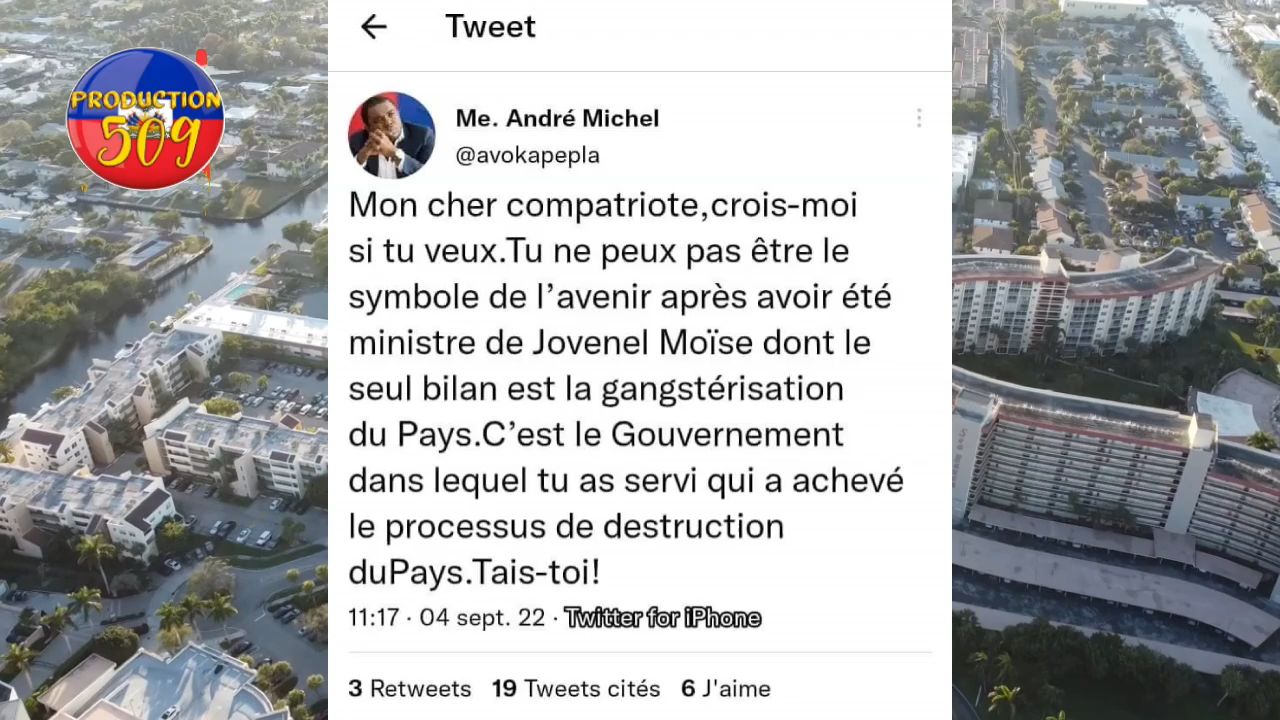 PRODUCTION
509
Tweet
Me. André Michel
@avokapepla
Mon cher compatriote,crois-moi
si tu veux.Tu ne peux pas être le
symbole de l’avenir après avoir été
ministre de Jovenel Moïse dont le
seul bilan est la gangstérisation
du Pays.C’est le Gouvernement
dans lequel tu as servi qui a achevé
le processus de destruction
duPays.Tais-toi!
11:17 · 04 sept. 22 · Twitter for iPhone
3 Retweets 19 Tweets cités 6 J'aime